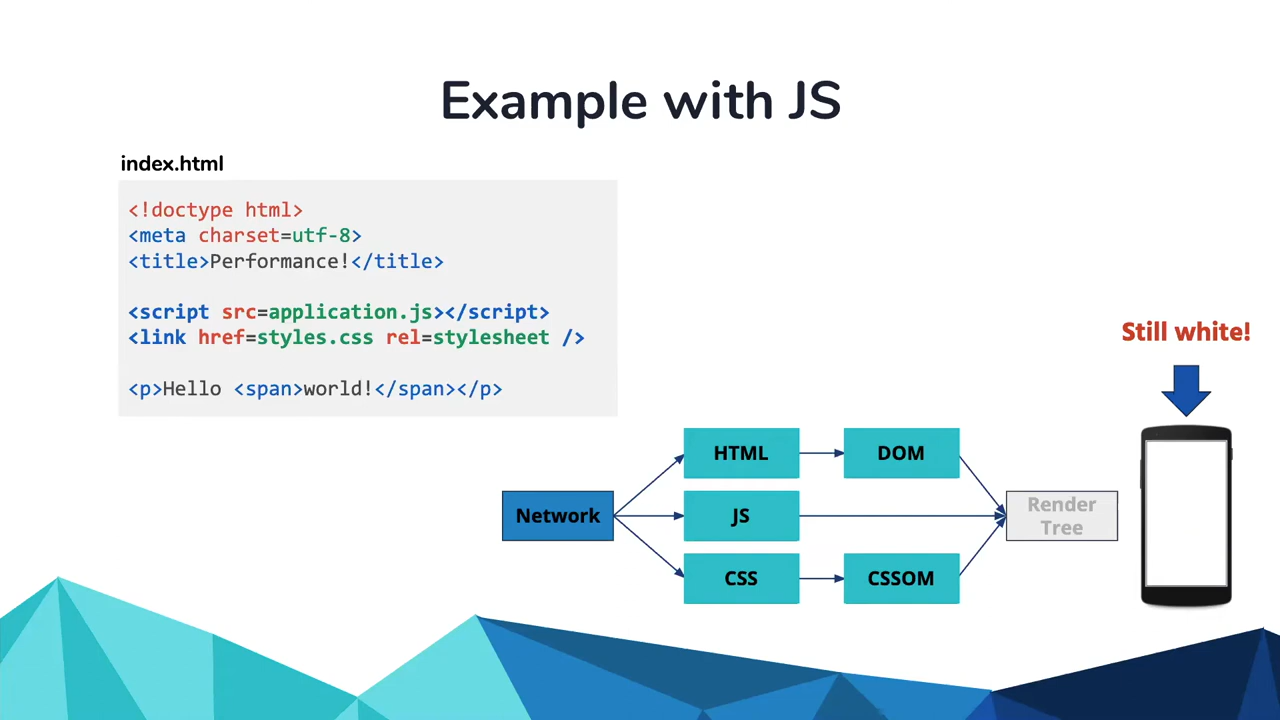 Example with JS
index.html
<!doctype html>
<meta charset=utf-8>
<title>Performance!</title>
<script src=application.js></script>
<link href=styles.css rel=stylesheet />
<p>Hello <span>world!</span></p>
Still white!
HTML
DOM
Network
JS
Render
Tree
CSS
CSSOM